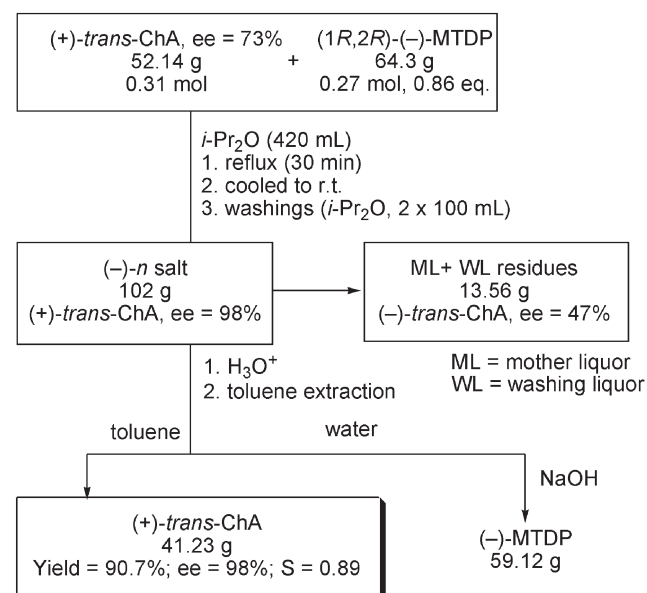 (+)-trans-ChA, ee = 73%
52.14 g
0.31 mol
+
(1R,2R)-(–)-MTDP
64.3 g
0.27 mol, 0.86 eq.
i-Pr₂O (420 mL)
1. reflux (30 min)
2. cooled to r.t.
3. washings (i-Pr₂O, 2 x 100 mL)
(–)-n salt
102 g
(+)-trans-ChA, ee = 98%
ML+ WL residues
13.56 g
(–)-trans-ChA, ee = 47%
ML = mother liquor
WL = washing liquor
1. H₃O⁺
2. toluene extraction
toluene
water
NaOH
(+)-trans-ChA
41.23 g
Yield = 90.7%; ee = 98%; S = 0.89
(–)-MTDP
59.12 g